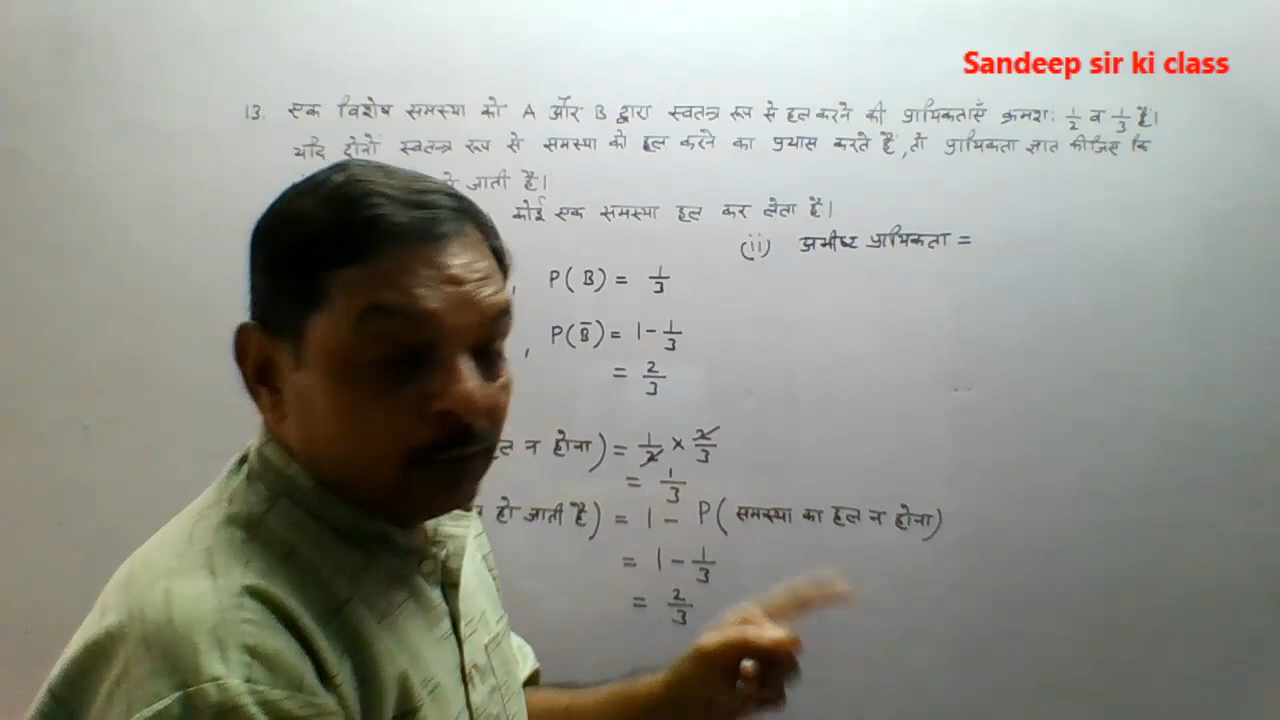 Sandeep sir ki class
13. एक विशेष समस्या को A और B द्वारा स्वतन्त्र रूप से हल करने की प्रायिकताएँ क्रमशः 1/2 व 1/3 हैं।
यदि दोनों स्वतन्त्र रूप से समस्या को हल करने का प्रयास करते हैं, तो प्रायिकता ज्ञात कीजिए कि
जाती है।
कोई एक समस्या हल कर लेता है।
(ii) अभीष्ट प्रायिकता =
, P(B) = 1/3
, P(B̅) = 1 - 1/3
= 2/3
न होना) = 1/2 × 2/3
= 1/3
हो जाती है) = 1 - P(समस्या का हल न होना)
= 1 - 1/3
= 2/3